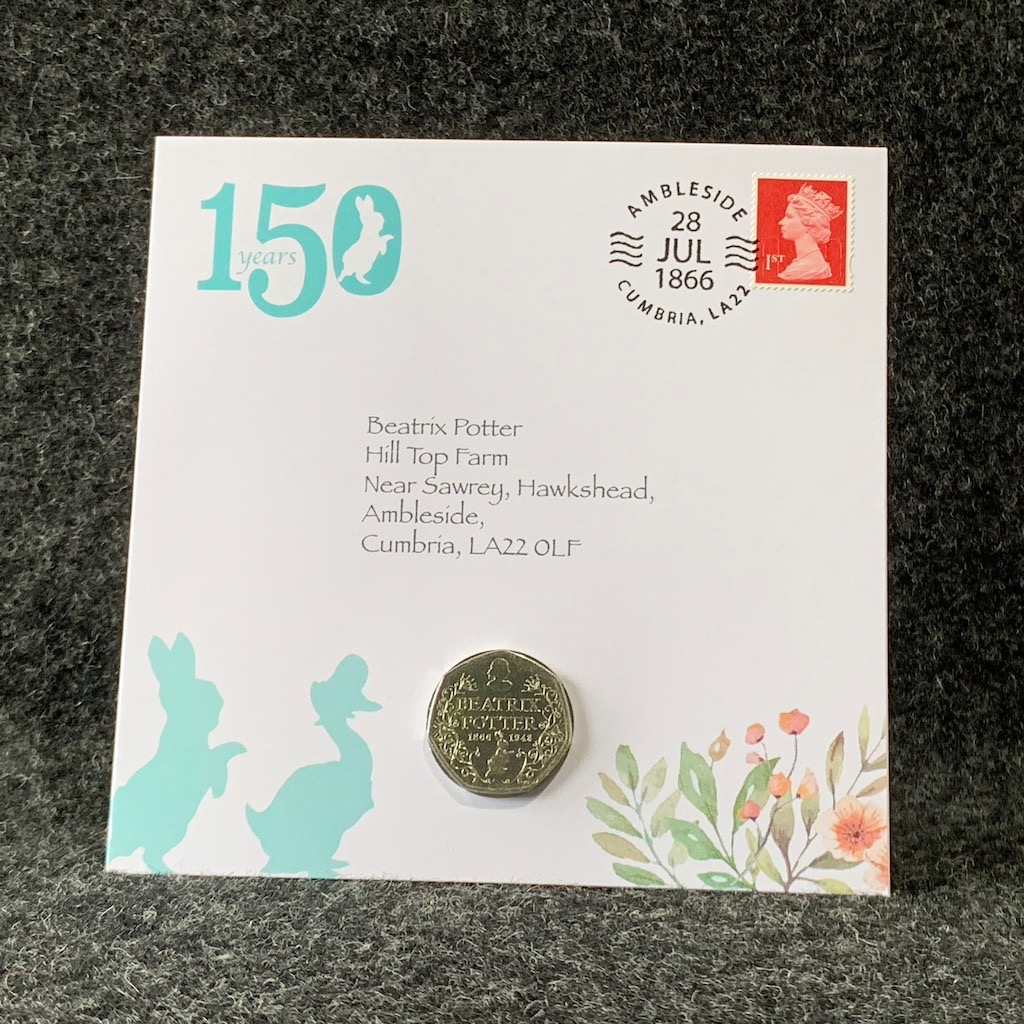 150
years
AMBLESIDE
28
JUL
1866
CUMBRIA, LA22
1ST
Beatrix Potter
Hill Top Farm
Near Sawrey, Hawkshead,
Ambleside,
Cumbria, LA22 0LF
BEATRIX
POTTER
1866 1943